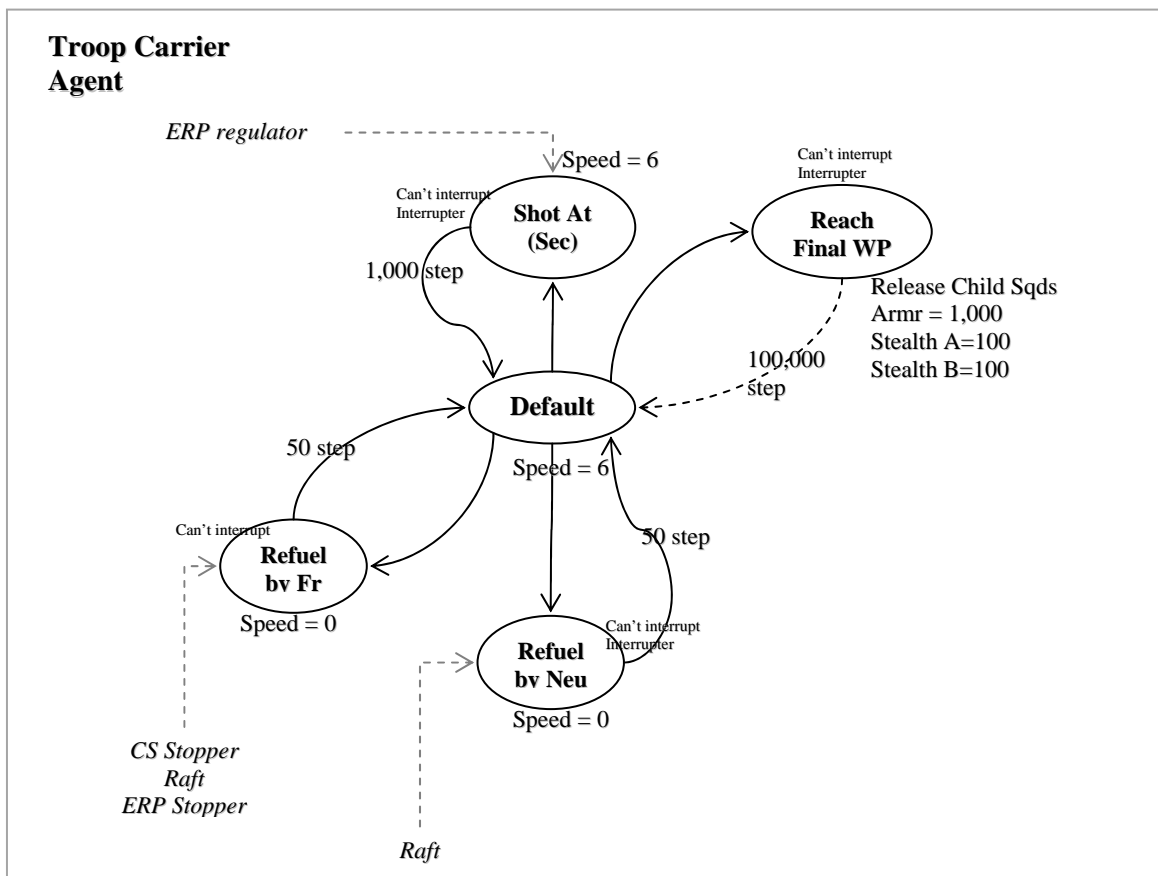 Troop Carrier
Agent
ERP regulator
Speed = 6
Can't interrupt
Interrupter
Can't interrupt
Interrupter
Shot At
(Sec)
Reach
Final WP
1,000 step
Release Child Sqds
Armr = 1,000
Stealth A=100
Stealth B=100
100,000
step
Default
50 step
Speed = 6
Can't interrupt
50 step
Refuel
by Fr
Speed = 0
Can't interrupt
Interrupter
Refuel
by Neu
Speed = 0
CS Stopper
Raft
ERP Stopper
Raft